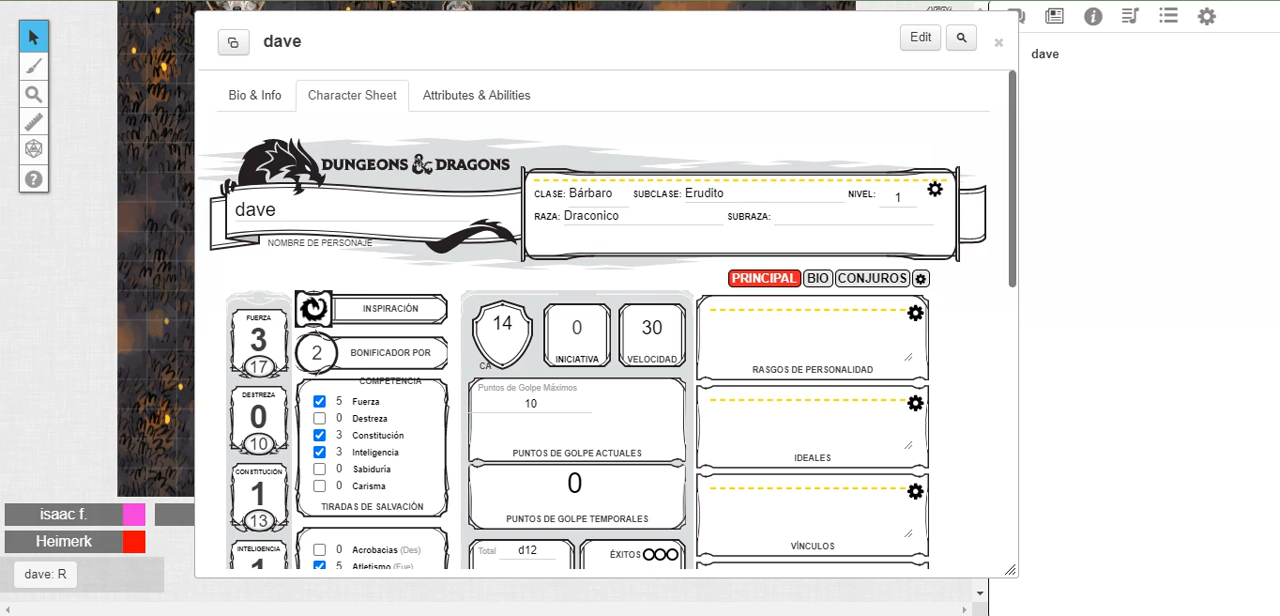 dave
Edit
dave
Bio & Info
Character Sheet
Attributes & Abilities
DUNGEONS & DRAGONS
dave
NOMBRE DE PERSONAJE
CLASE: Bárbaro SUBCLASE: Erudito NIVEL: 1
RAZA: Draconico SUBRAZA:
PRINCIPAL BIO CONJUROS
FUERZA
3
17
DESTREZA
0
10
CONSTITUCIÓN
1
13
INTELIGENCIA
INSPIRACIÓN
2 BONIFICADOR POR
COMPETENCIA
5 Fuerza
0 Destreza
3 Constitución
3 Inteligencia
0 Sabiduría
0 Carisma
TIRADAS DE SALVACIÓN
0 Acrobacias (Des)
5 Atletismo (Fue)
14
CA
0
INICIATIVA
30
VELOCIDAD
Puntos de Golpe Máximos
10
PUNTOS DE GOLPE ACTUALES
0
PUNTOS DE GOLPE TEMPORALES
Total d12
ÉXITOS
RASGOS DE PERSONALIDAD
IDEALES
VÍNCULOS
isaac f.
Heimerk
dave: R